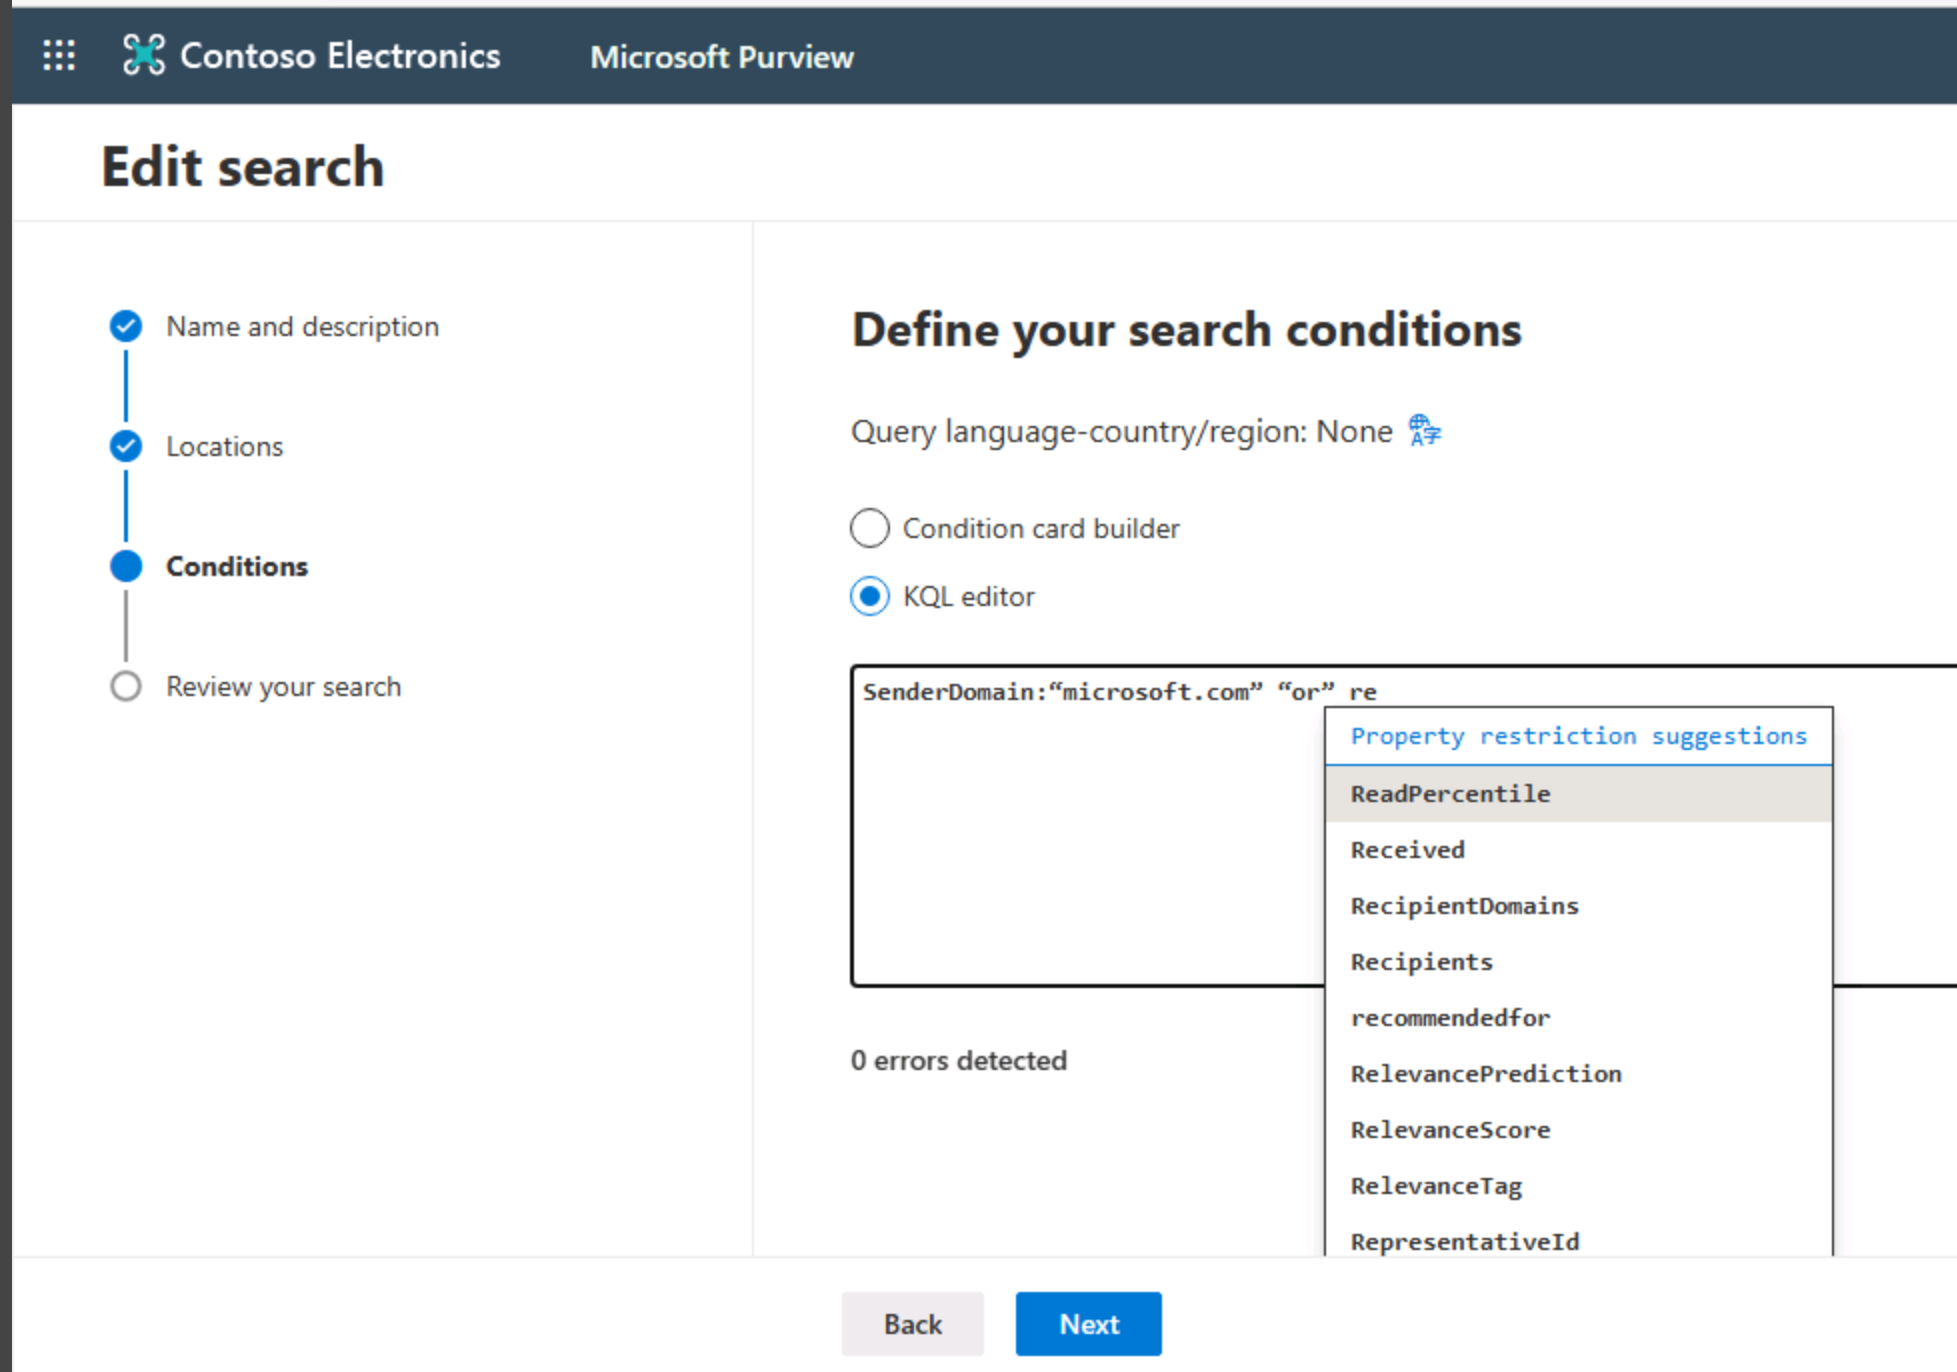 Contoso Electronics
Microsoft Purview
Edit search
Name and description
Locations
Conditions
Review your search
Define your search conditions
Query language-country/region: None
Condition card builder
KQL editor
SenderDomain:“microsoft.com” “or” re
Property restriction suggestions
ReadPercentile
Received
RecipientDomains
Recipients
recommendedfor
RelevancePrediction
RelevanceScore
RelevanceTag
RepresentativeId
0 errors detected
Back
Next